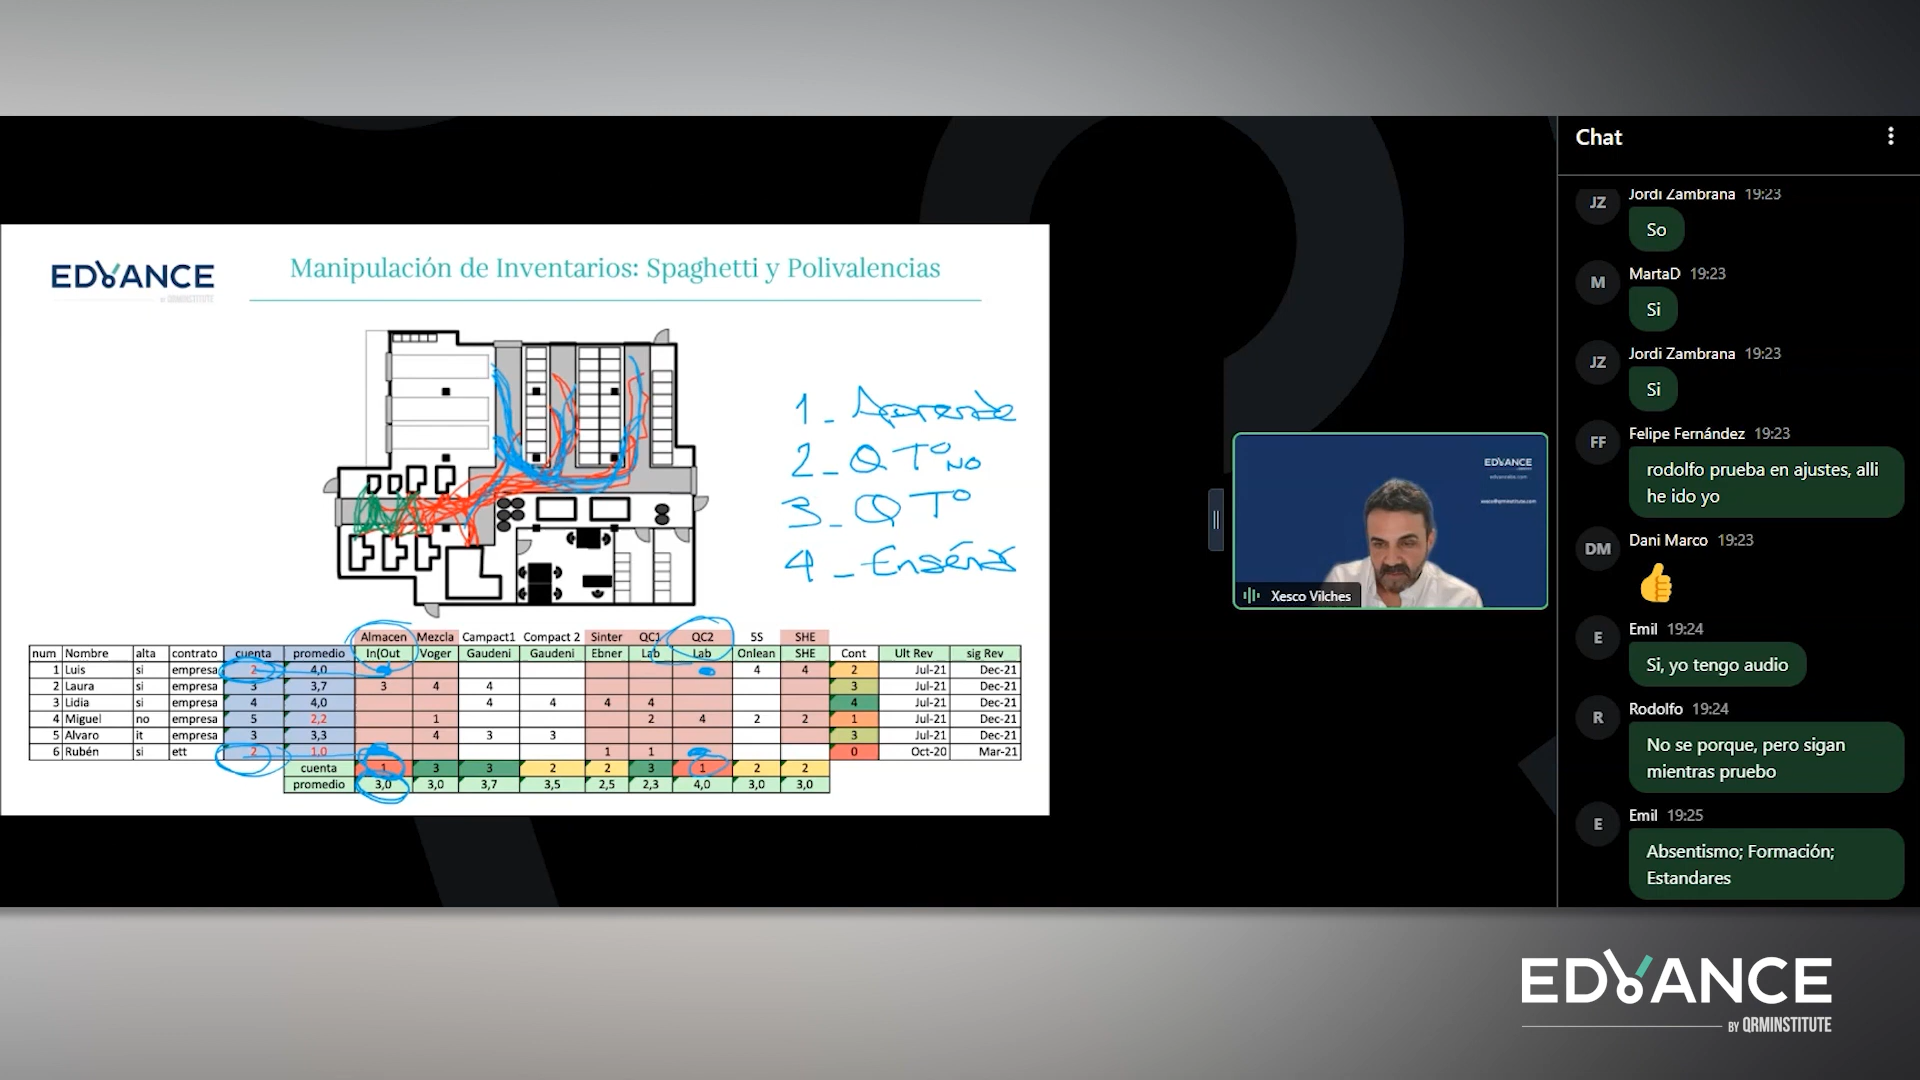 EDVANCE
BY QRMINSTITUTE
Manipulación de Inventarios: Spaghetti y Polivalencias
1_ Aprende
2_ Q Tº NO
3_ Q Tº
4_ Enseña
Almacen Mezcla Campact1 Compact 2 Sinter QC1 QC2 5S SHE
num Nombre alta contrato cuenta promedio In(Out Voger Gaudeni Gaudeni Ebner Lab Lab Onlean SHE Cont Ult Rev sig Rev
1 Luis si empresa 2 4,0 4 4 2 Jul-21 Dec-21
2 Laura si empresa 3 3,7 3 4 4 3 Jul-21 Dec-21
3 Lidia si empresa 4 4,0 4 4 4 4 4 Jul-21 Dec-21
4 Miguel no empresa 5 2,2 1 2 4 2 2 1 Jul-21 Dec-21
5 Alvaro it empresa 3 3,3 4 3 3 3 Jul-21 Dec-21
6 Rubén si ett 2 1,0 1 1 0 Oct-20 Mar-21
cuenta 1 3 3 2 2 3 1 2 2
promedio 3,0 3,0 3,7 3,5 2,5 2,3 4,0 3,0 3,0
EDVANCE
Xesco Vilches
Chat
JZ Jordi Zambrana 19:23
So
M MartaD 19:23
Si
JZ Jordi Zambrana 19:23
Si
FF Felipe Fernández 19:23
rodolfo prueba en ajustes, alli
he ido yo
DM Dani Marco 19:23
E Emil 19:24
Si, yo tengo audio
R Rodolfo 19:24
No se porque, pero sigan
mientras pruebo
E Emil 19:25
Absentismo; Formación;
Estandares
EDVANCE
BY QRMINSTITUTE